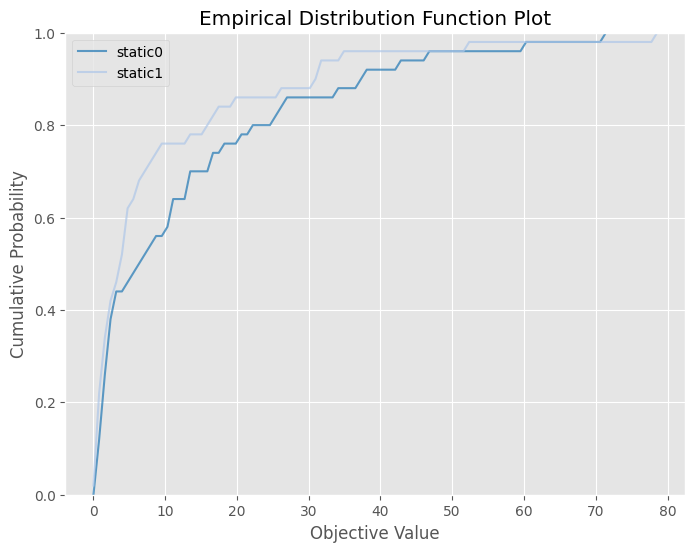 Empirical Distribution Function Plot
static0
static1
Cumulative Probability
1.0
0.8
0.6
0.4
0.2
0.0
0 10 20 30 40 50 60 70 80
Objective Value